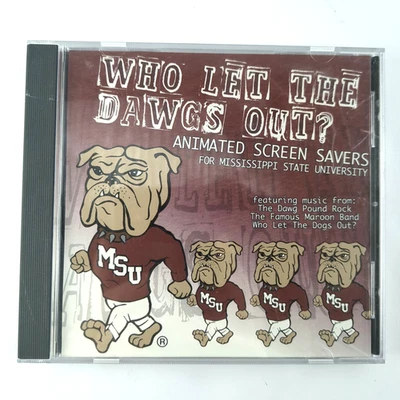 WHO LET THE
DAWGS OUT?
ANIMATED SCREEN SAVERS
FOR MISSISSIPPI STATE UNIVERSITY
featuring music from:
The Dawg Pound Rock
The Famous Maroon Band
Who Let The Dogs Out?
MSU
MSU
MSU
MSU
®